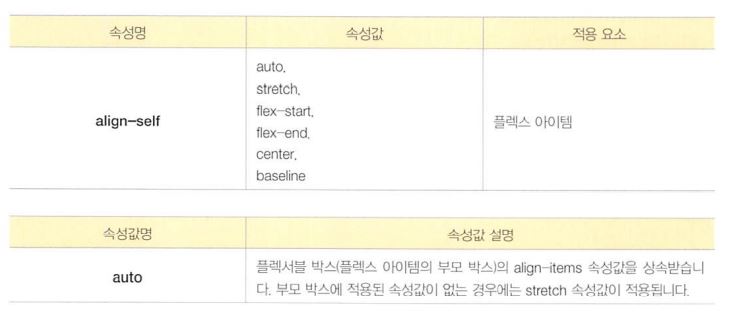 속성명 속성값 적용 요소
auto,
stretch,
flex-start,
align-self flex-end, 플렉스 아이템
center,
baseline
속성값명 속성값 설명
auto 플렉서블 박스(플렉스 아이템의 부모 박스)의 align-items 속성값을 상속받습니
다. 부모 박스에 적용된 속성값이 없는 경우에는 stretch 속성값이 적용됩니다.